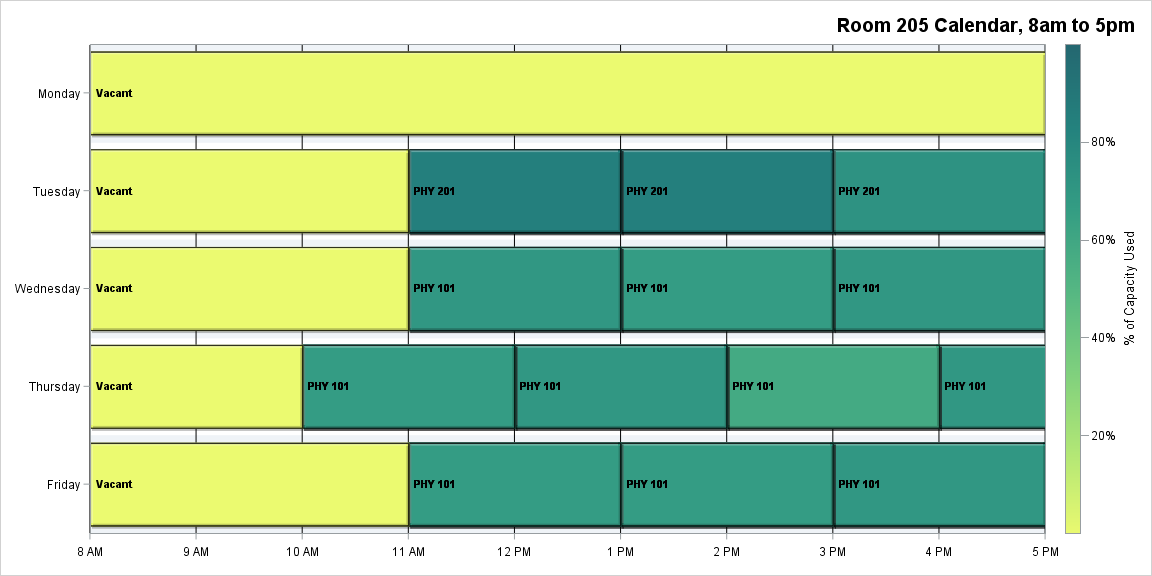 Room 205 Calendar, 8am to 5pm
Monday
Vacant
Tuesday
Vacant
PHY 201
PHY 201
PHY 201
Wednesday
Vacant
PHY 101
PHY 101
PHY 101
Thursday
Vacant
PHY 101
PHY 101
PHY 101
PHY 101
Friday
Vacant
PHY 101
PHY 101
PHY 101
8 AM
9 AM
10 AM
11 AM
12 PM
1 PM
2 PM
3 PM
4 PM
5 PM
80%
60%
40%
20%
% of Capacity Used